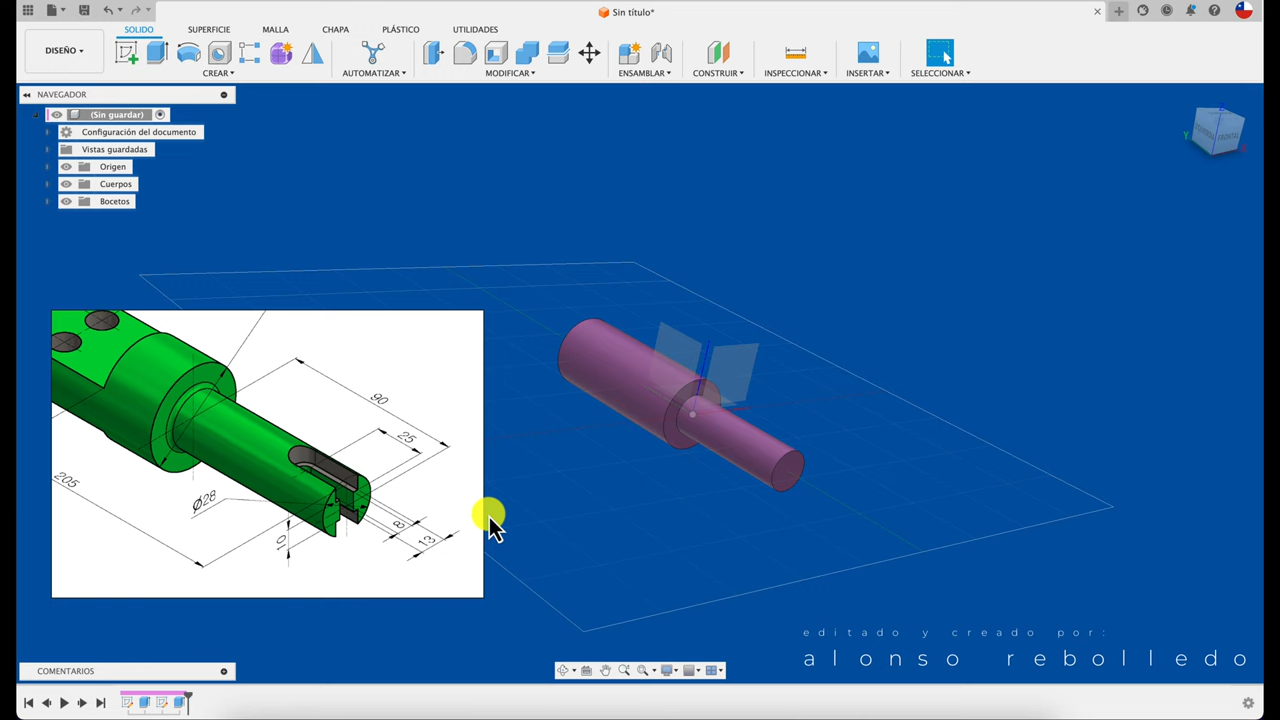 Sin título*
SOLIDO SUPERFICIE MALLA CHAPA PLÁSTICO UTILIDADES
DISEÑO
CREAR AUTOMATIZAR MODIFICAR ENSAMBLAR CONSTRUIR INSPECCIONAR INSERTAR SELECCIONAR
NAVEGADOR
(Sin guardar)
Configuración del documento
Vistas guardadas
Origen
Cuerpos
Bocetos
FRONTAL
Z
Y
X
90
25
205
Ø28
8
13
10
editado y creado por:
alonso rebolledo
COMENTARIOS